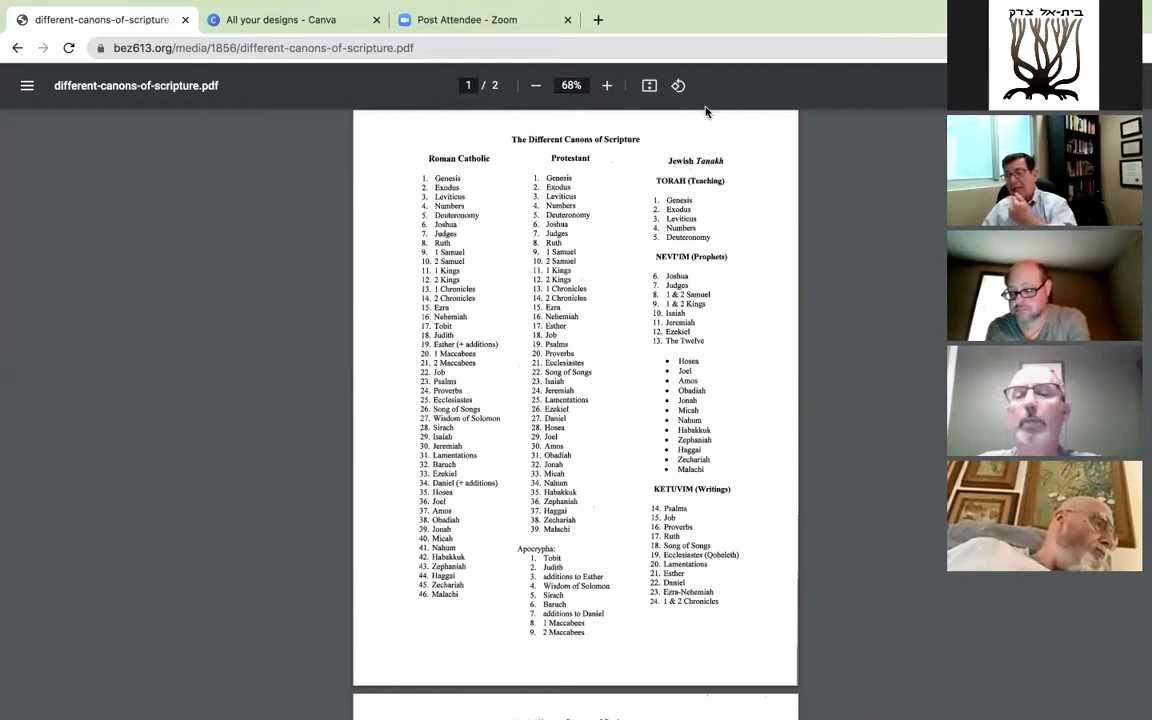 different-canons-of-scripture.
All your designs - Canva
Post Attendee - Zoom
bez613.org/media/1856/different-canons-of-scripture.pdf
different-canons-of-scripture.pdf
1 / 2
68%
בית-אל צדק
The Different Canons of Scripture
Roman Catholic
1. Genesis
2. Exodus
3. Leviticus
4. Numbers
5. Deuteronomy
6. Joshua
7. Judges
8. Ruth
9. 1 Samuel
10. 2 Samuel
11. 1 Kings
12. 2 Kings
13. 1 Chronicles
14. 2 Chronicles
15. Ezra
16. Nehemiah
17. Tobit
18. Judith
19. Esther (+ additions)
20. 1 Maccabees
21. 2 Maccabees
22. Job
23. Psalms
24. Proverbs
25. Ecclesiastes
26. Song of Songs
27. Wisdom of Solomon
28. Sirach
29. Isaiah
30. Jeremiah
31. Lamentations
32. Baruch
33. Ezekiel
34. Daniel (+ additions)
35. Hosea
36. Joel
37. Amos
38. Obadiah
39. Jonah
40. Micah
41. Nahum
42. Habakkuk
43. Zephaniah
44. Haggai
45. Zechariah
46. Malachi
Protestant
1. Genesis
2. Exodus
3. Leviticus
4. Numbers
5. Deuteronomy
6. Joshua
7. Judges
8. Ruth
9. 1 Samuel
10. 2 Samuel
11. 1 Kings
12. 2 Kings
13. 1 Chronicles
14. 2 Chronicles
15. Ezra
16. Nehemiah
17. Esther
18. Job
19. Psalms
20. Proverbs
21. Ecclesiastes
22. Song of Songs
23. Isaiah
24. Jeremiah
25. Lamentations
26. Ezekiel
27. Daniel
28. Hosea
29. Joel
30. Amos
31. Obadiah
32. Jonah
33. Micah
34. Nahum
35. Habakkuk
36. Zephaniah
37. Haggai
38. Zechariah
39. Malachi
Apocrypha:
1. Tobit
2. Judith
3. additions to Esther
4. Wisdom of Solomon
5. Sirach
6. Baruch
7. additions to Daniel
8. 1 Maccabees
9. 2 Maccabees
Jewish Tanakh
TORAH (Teaching)
1. Genesis
2. Exodus
3. Leviticus
4. Numbers
5. Deuteronomy
NEVI'IM (Prophets)
6. Joshua
7. Judges
8. 1 & 2 Samuel
9. 1 & 2 Kings
10. Isaiah
11. Jeremiah
12. Ezekiel
13. The Twelve
• Hosea
• Joel
• Amos
• Obadiah
• Jonah
• Micah
• Nahum
• Habakkuk
• Zephaniah
• Haggai
• Zechariah
• Malachi
KETUVIM (Writings)
14. Psalms
15. Job
16. Proverbs
17. Ruth
18. Song of Songs
19. Ecclesiastes (Qoheleth)
20. Lamentations
21. Esther
22. Daniel
23. Ezra-Nehemiah
24. 1 & 2 Chronicles